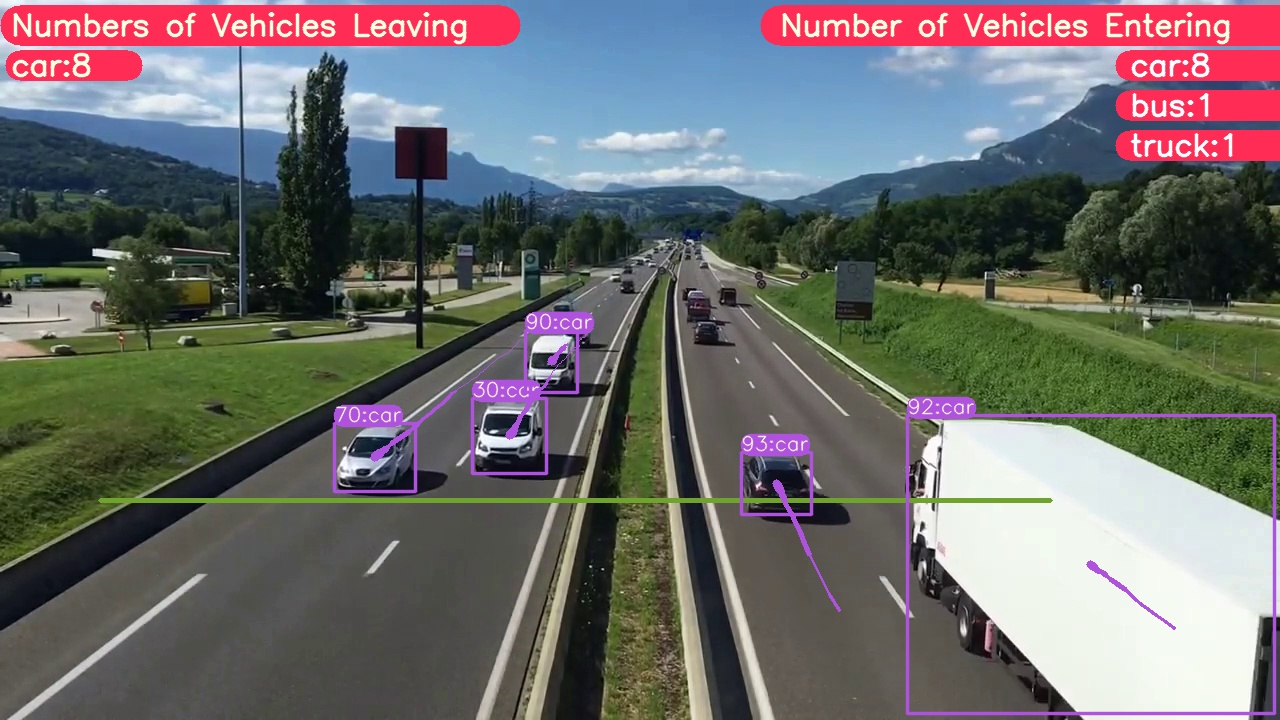 Numbers of Vehicles Leaving
Number of Vehicles Entering
car:8
car:8
bus:1
truck:1
90:car
30:car
70:car
92:car
93:car